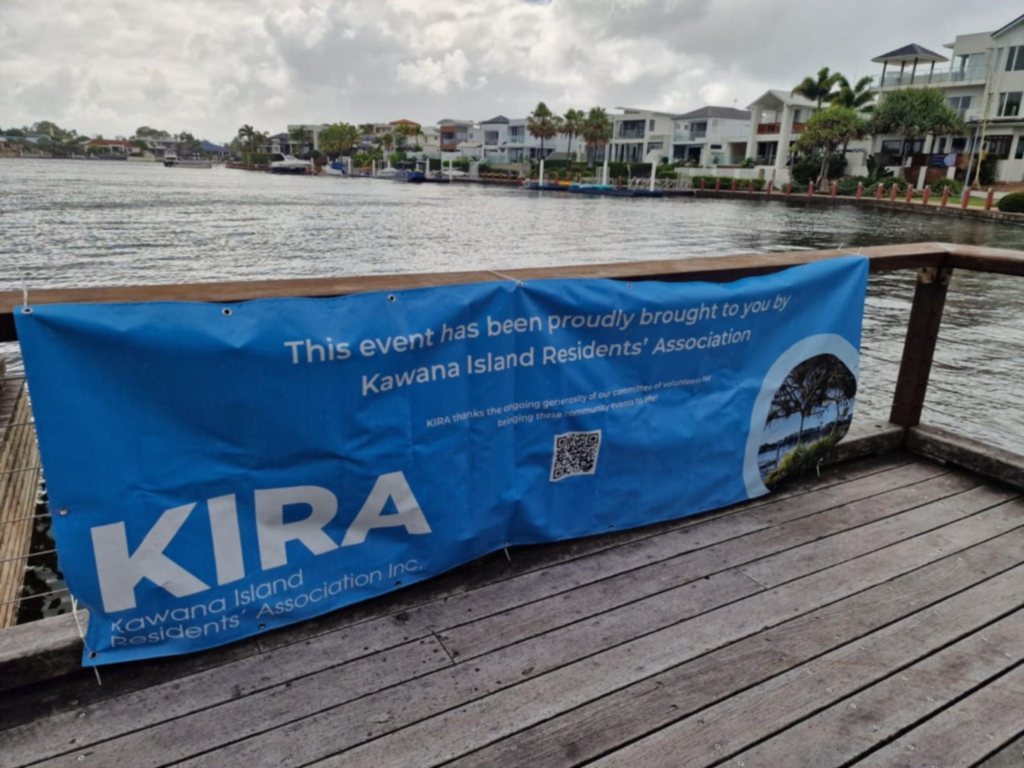 This event has been proudly brought to you by
Kawana Island Residents' Association
KIRA thanks the ongoing generosity of our committee of volunteers for
bringing these community events to life!
KIRA
Kawana Island
Residents' Association Inc.